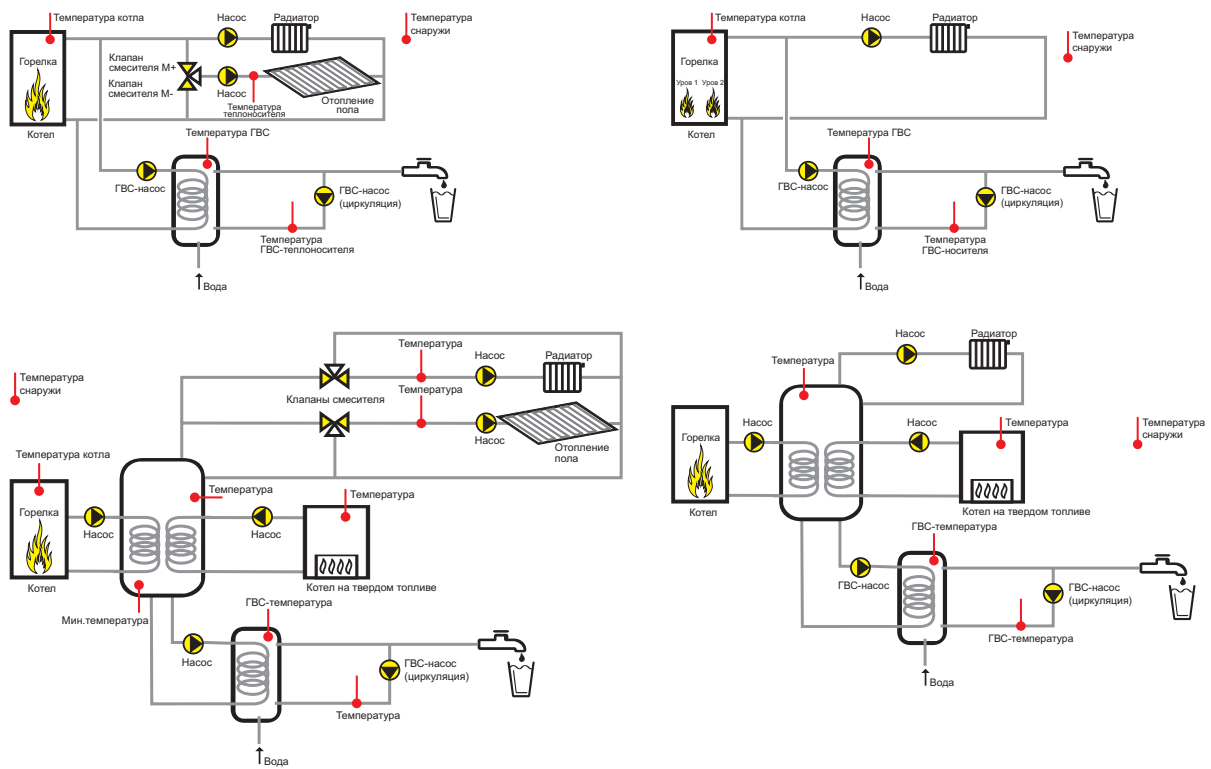 Температура котла
Насос
Радиатор
Температура
снаружи
Клапан
смесителя М+
Горелка
Клапан
смесителя М-
Насос
Температура
теплоносителя
Отопление
пола
Котел
Температура ГВС
ГВС-насос
ГВС-насос
(циркуляция)
Температура
ГВС-теплоносителя
Вода
Температура котла
Насос
Радиатор
Температура
снаружи
Горелка
Уров 1
Уров 2
Котел
Температура ГВС
ГВС-насос
ГВС-насос
(циркуляция)
Температура
ГВС-носителя
Вода
Температура
снаружи
Температура
Насос
Радиатор
Клапаны смесителя
Температура
Насос
Отопление
пола
Температура котла
Температура
Температура
Горелка
Насос
Насос
Котел
Котел на твердом топливе
Мин.температура
ГВС-температура
Насос
ГВС-насос
(циркуляция)
Температура
Вода
Насос
Радиатор
Температура
Насос
Насос
Температура
Температура
снаружи
Горелка
Котел
Котел на твердом топливе
ГВС-температура
ГВС-насос
ГВС-насос
(циркуляция)
ГВС-температура
Вода